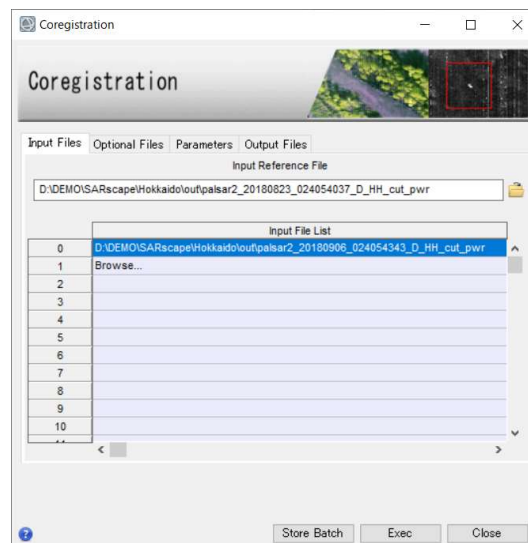 Coregistration
Coregistration
Input Files Optional Files Parameters Output Files
Input Reference File
D:\DEMO\SARscape\Hokkaido\out\palsar2_20180823_024054037_D_HH_cut_pwr
Input File List
0 D:\DEMO\SARscape\Hokkaido\out\palsar2_20180906_024054343_D_HH_cut_pwr
1 Browse...
2
3
4
5
6
7
8
9
10
Store Batch Exec Close